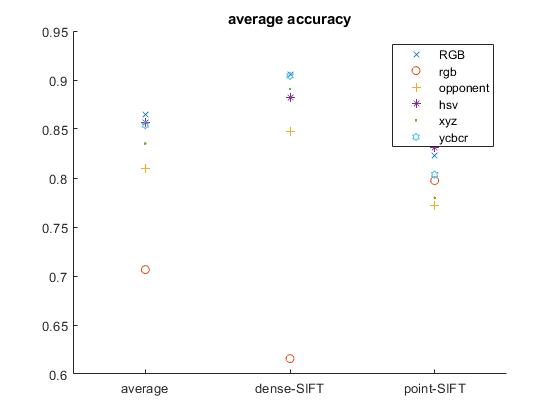 average accuracy
0.95
0.9
0.85
0.8
0.75
0.7
0.65
0.6
average
dense-SIFT
point-SIFT
RGB
rgb
opponent
hsv
xyz
ycbcr